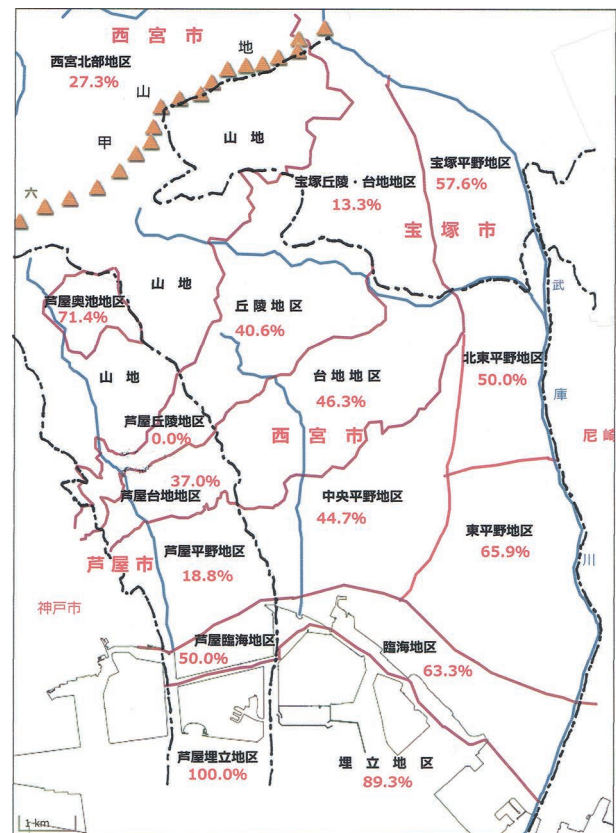 西宮市
西宮北部地区
27.3%
六
甲
山
地
山地
宝塚丘陵・台地地区
13.3%
宝塚平野地区
57.6%
宝塚市
芦屋奥池地区
71.4%
山地
丘陵地区
40.6%
武
庫
川
北東平野地区
50.0%
山地
台地地区
46.3%
芦屋丘陵地区
0.0%
西宮市
尼崎
37.0%
芦屋台地地区
中央平野地区
44.7%
東平野地区
65.9%
芦屋市
芦屋平野地区
18.8%
神戸市
芦屋臨海地区
50.0%
臨海地区
63.3%
芦屋埋立地区
100.0%
埋立地区
89.3%
1 km